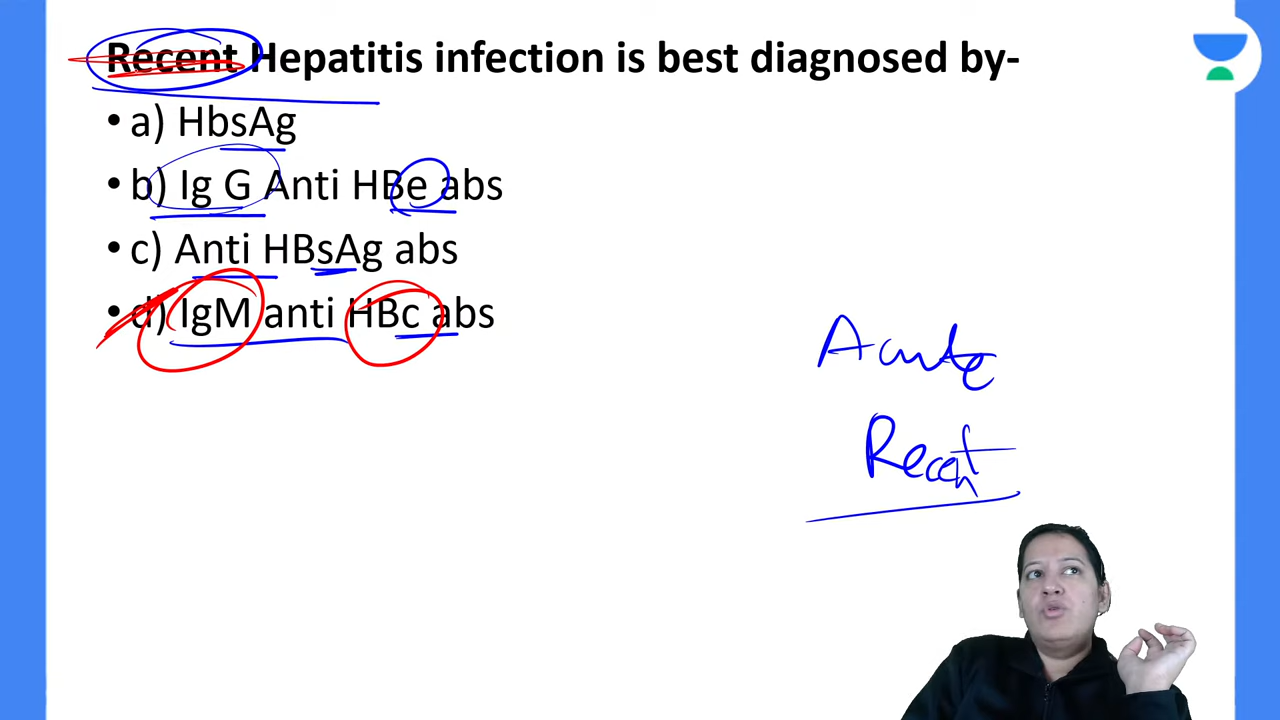 Recent Hepatitis infection is best diagnosed by-
• a) HbsAg
• b) Ig G Anti HBe abs
• c) Anti HBsAg abs
• d) IgM anti HBc abs
Acute
Recent